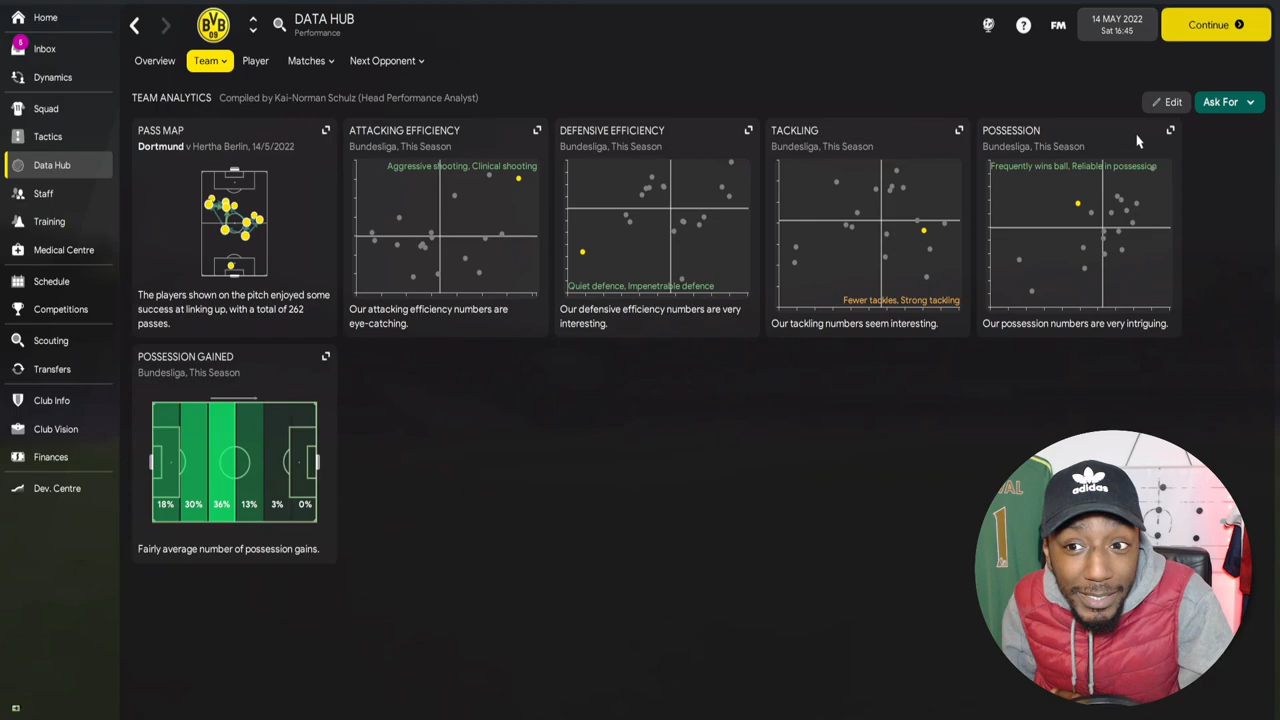 Home
5
Inbox
Dynamics
Squad
Tactics
Data Hub
Staff
Training
Medical Centre
Schedule
Competitions
Scouting
Transfers
Club Info
Club Vision
Finances
Dev. Centre
BVB
09
DATA HUB
Performance
FM
14 MAY 2022
Sat 16:45
Continue
Overview
Team
Player
Matches
Next Opponent
TEAM ANALYTICS Compiled by Kai-Norman Schulz (Head Performance Analyst)
Edit
Ask For
PASS MAP
Dortmund v Hertha Berlin, 14/5/2022
The players shown on the pitch enjoyed some
success at linking up, with a total of 262
passes.
ATTACKING EFFICIENCY
Bundesliga, This Season
Aggressive shooting, Clinical shooting
Our attacking efficiency numbers are
eye-catching.
DEFENSIVE EFFICIENCY
Bundesliga, This Season
Quiet defence, Impenetrable defence
Our defensive efficiency numbers are very
interesting.
TACKLING
Bundesliga, This Season
Fewer tackles, Strong tackling
Our tackling numbers seem interesting.
POSSESSION
Bundesliga, This Season
Frequently wins ball, Reliable in possession
Our possession numbers are very intriguing.
POSSESSION GAINED
Bundesliga, This Season
18% 30% 36% 13% 3% 0%
Fairly average number of possession gains.
1
adidas